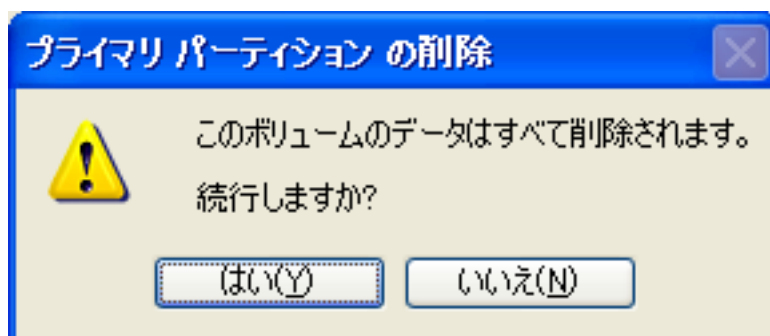 プライマリ パーティション の削除
このボリュームのデータはすべて削除されます。
続行しますか?
はい(Y)
いいえ(N)